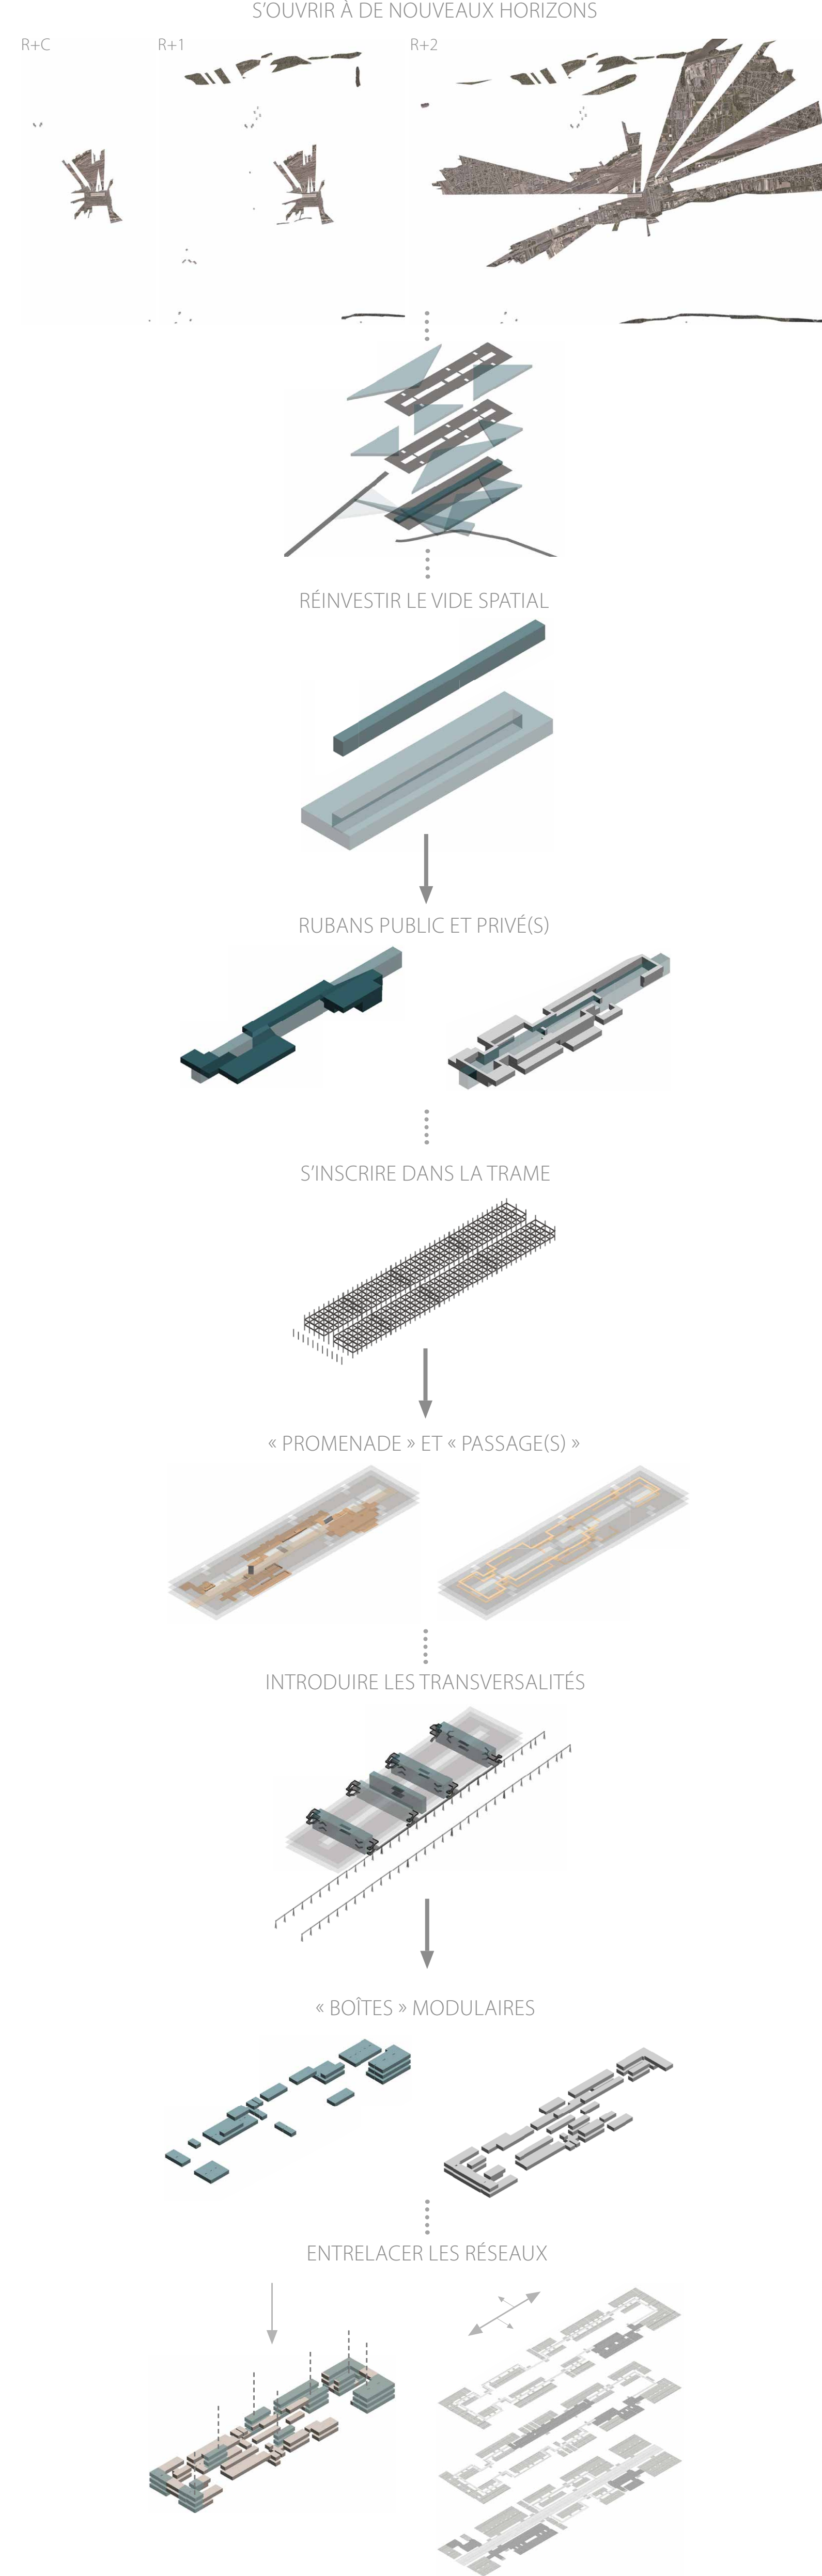 S’OUVRIR À DE NOUVEAUX HORIZONS
R+C
R+1
R+2
RÉINVESTIR LE VIDE SPATIAL
RUBANS PUBLIC ET PRIVÉ(S)
S’INSCRIRE DANS LA TRAME
« PROMENADE » ET « PASSAGE(S) »
INTRODUIRE LES TRANSVERSALITÉS
« BOÎTES » MODULAIRES
ENTRELACER LES RÉSEAUX